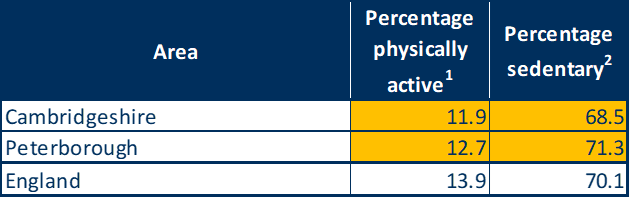 Area Percentage physically active¹ Percentage sedentary²
Cambridgeshire 11.9 68.5
Peterborough 12.7 71.3
England 13.9 70.1